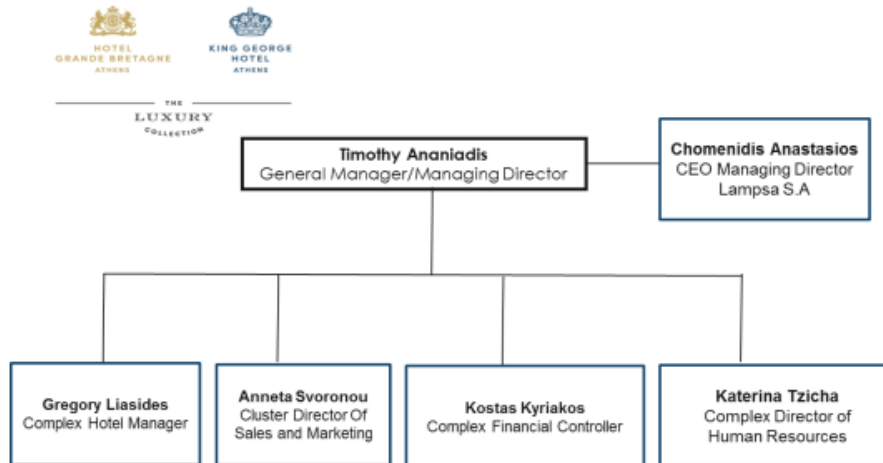 HOTEL
GRANDE BRETAGNE
ATHENS
KING GEORGE
HOTEL
ATHENS
THE
LUXURY
COLLECTION
Timothy Ananiadis
General Manager/Managing Director
Chomenidis Anastasios
CEO Managing Director
Lampsa S.A
Gregory Liasides
Complex Hotel Manager
Anneta Svoronou
Cluster Director Of
Sales and Marketing
Kostas Kyriakos
Complex Financial Controller
Katerina Tzicha
Complex Director of
Human Resources